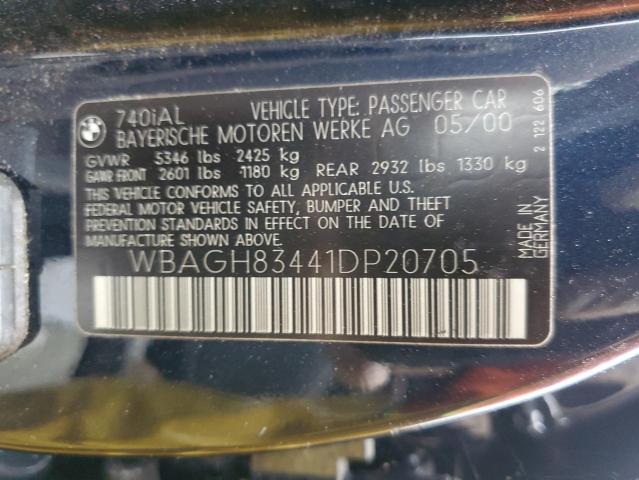 740iAL VEHICLE TYPE: PASSENGER CAR
BAYERISCHE MOTOREN WERKE AG 05/00
GVWR 5346 lbs 2425 kg
GAWR FRONT 2601 lbs 1180 kg REAR 2932 lbs 1330 kg
THIS VEHICLE CONFORMS TO ALL APPLICABLE U.S.
FEDERAL MOTOR VEHICLE SAFETY, BUMPER AND THEFT
PREVENTION STANDARDS IN EFFECT ON THE DATE OF
MANUFACTURE SHOWN ABOVE.
WBAGH83441DP20705
2 122 606
MADE IN
GERMANY